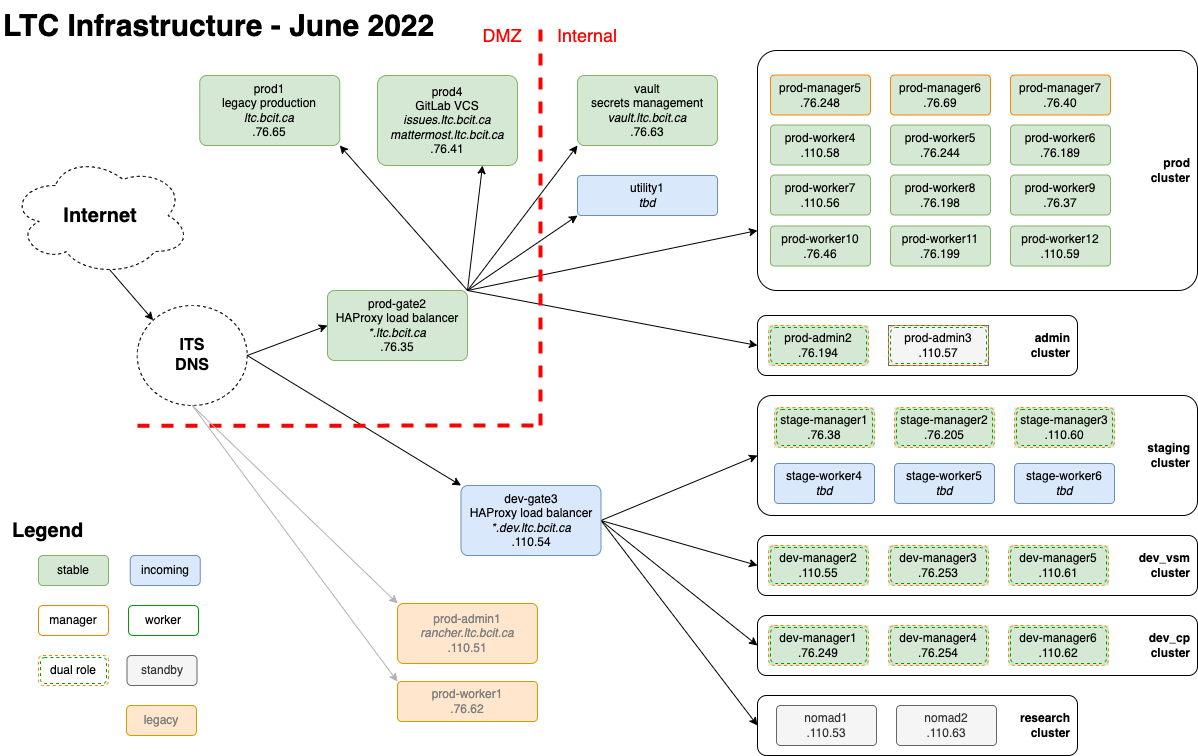 LTC Infrastructure - June 2022
DMZ
Internal
prod1
legacy production
ltc.bcit.ca
.76.65
prod4
GitLab VCS
issues.ltc.bcit.ca
mattermost.ltc.bcit.ca
.76.41
vault
secrets management
vault.ltc.bcit.ca
.76.63
utility1
tbd
prod-manager5
.76.248
prod-manager6
.76.69
prod-manager7
.76.40
prod-worker4
.110.58
prod-worker5
.76.244
prod-worker6
.76.189
prod-worker7
.110.56
prod-worker8
.76.198
prod-worker9
.76.37
prod-worker10
.76.46
prod-worker11
.76.199
prod-worker12
.110.59
prod
cluster
Internet
ITS
DNS
prod-gate2
HAProxy load balancer
*.ltc.bcit.ca
.76.35
prod-admin2
.76.194
prod-admin3
.110.57
admin
cluster
stage-manager1
.76.38
stage-manager2
.76.205
stage-manager3
.110.60
stage-worker4
tbd
stage-worker5
tbd
stage-worker6
tbd
staging
cluster
dev-gate3
HAProxy load balancer
*.dev.ltc.bcit.ca
.110.54
dev-manager2
.110.55
dev-manager3
.76.253
dev-manager5
.110.61
dev_vsm
cluster
dev-manager1
.76.249
dev-manager4
.76.254
dev-manager6
.110.62
dev_cp
cluster
nomad1
.110.53
nomad2
.110.63
research
cluster
prod-admin1
rancher.ltc.bcit.ca
.110.51
prod-worker1
.76.62
Legend
stable
incoming
manager
worker
dual role
standby
legacy